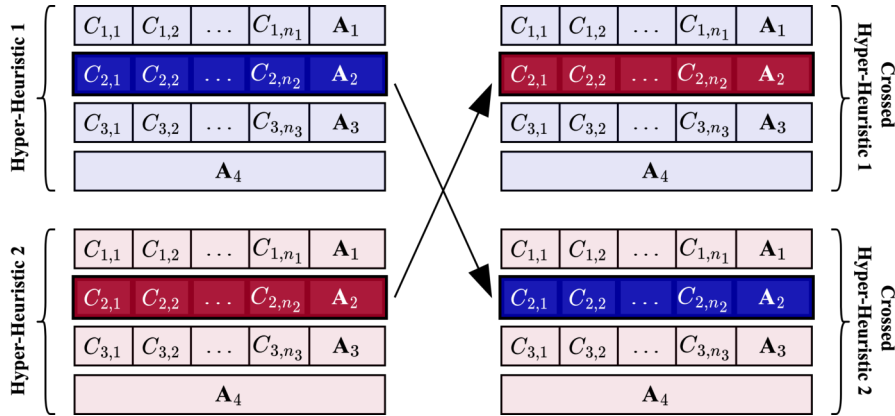 Hyper-Heuristic 1
C1,1 C1,2 ... C1,n1 A1
C2,1 C2,2 ... C2,n2 A2
C3,1 C3,2 ... C3,n3 A3
A4
C1,1 C1,2 ... C1,n1 A1
C2,1 C2,2 ... C2,n2 A2
C3,1 C3,2 ... C3,n3 A3
A4
Crossed
Hyper-Heuristic 1
Hyper-Heuristic 2
C1,1 C1,2 ... C1,n1 A1
C2,1 C2,2 ... C2,n2 A2
C3,1 C3,2 ... C3,n3 A3
A4
C1,1 C1,2 ... C1,n1 A1
C2,1 C2,2 ... C2,n2 A2
C3,1 C3,2 ... C3,n3 A3
A4
Crossed
Hyper-Heuristic 2